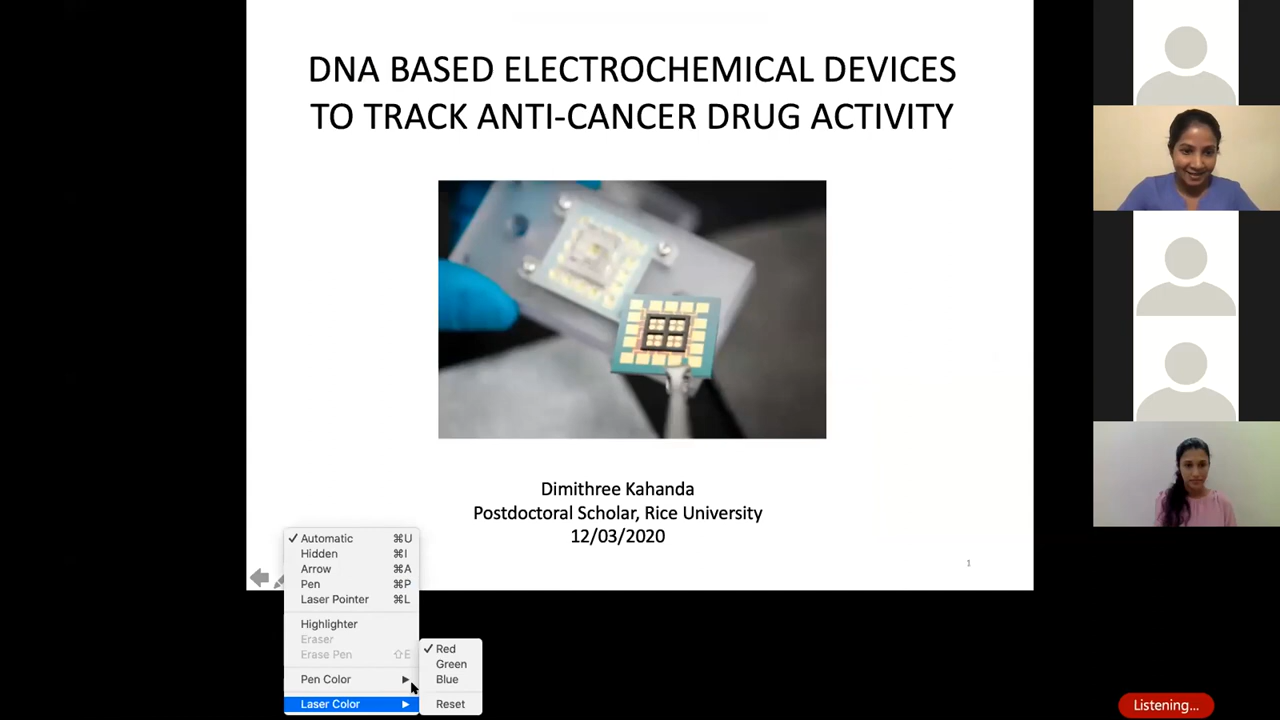 DNA BASED ELECTROCHEMICAL DEVICES
TO TRACK ANTI-CANCER DRUG ACTIVITY
Dimithree Kahanda
Postdoctoral Scholar, Rice University
12/03/2020
1
✓ Automatic ⌘U
Hidden ⌘I
Arrow ⌘A
Pen ⌘P
Laser Pointer ⌘L
Highlighter
Eraser
Erase Pen ⇧E
Pen Color ▶
Laser Color ▶
✓ Red
Green
Blue
Reset
Listening...